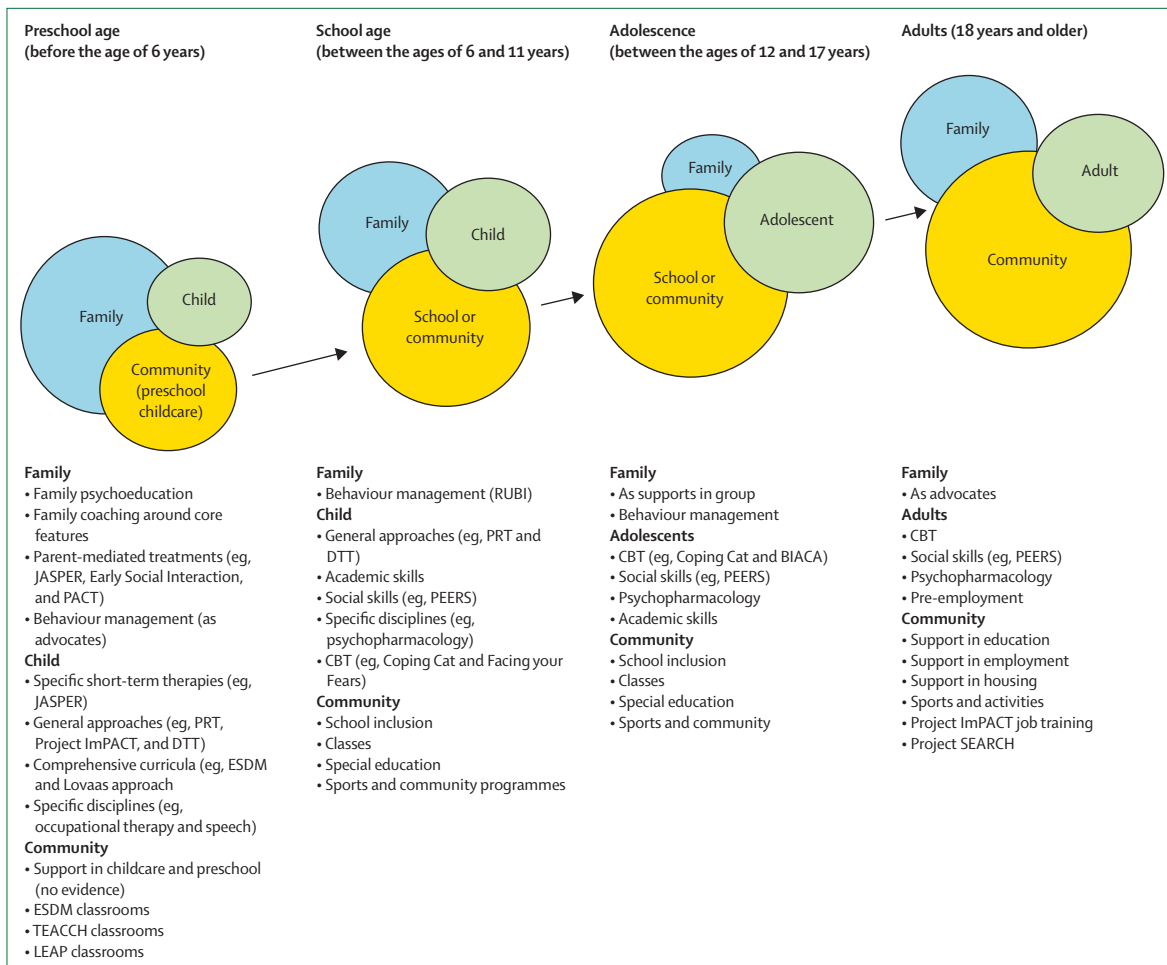 Preschool age
(before the age of 6 years)
School age
(between the ages of 6 and 11 years)
Adolescence
(between the ages of 12 and 17 years)
Adults (18 years and older)
Family
Child
Community
(preschool
childcare)
Family
Child
School or
community
Family
Adolescent
School or
community
Family
Adult
Community
Family
• Family psychoeducation
• Family coaching around core
features
• Parent-mediated treatments (eg,
JASPER, Early Social Interaction,
and PACT)
• Behaviour management (as
advocates)
Child
• Specific short-term therapies (eg,
JASPER)
• General approaches (eg, PRT,
Project ImPACT, and DTT)
• Comprehensive curricula (eg, ESDM
and Lovaas approach
• Specific disciplines (eg,
occupational therapy and speech)
Community
• Support in childcare and preschool
(no evidence)
• ESDM classrooms
• TEACCH classrooms
• LEAP classrooms
Family
• Behaviour management (RUBI)
Child
• General approaches (eg, PRT and
DTT)
• Academic skills
• Social skills (eg, PEERS)
• Specific disciplines (eg,
psychopharmacology)
• CBT (eg, Coping Cat and Facing your
Fears)
Community
• School inclusion
• Classes
• Special education
• Sports and community programmes
Family
• As supports in group
• Behaviour management
Adolescents
• CBT (eg, Coping Cat and BIACA)
• Social skills (eg, PEERS)
• Psychopharmacology
• Academic skills
Community
• School inclusion
• Classes
• Special education
• Sports and community
Family
• As advocates
Adults
• CBT
• Social skills (eg, PEERS)
• Psychopharmacology
• Pre-employment
Community
• Support in education
• Support in employment
• Support in housing
• Sports and activities
• Project ImPACT job training
• Project SEARCH